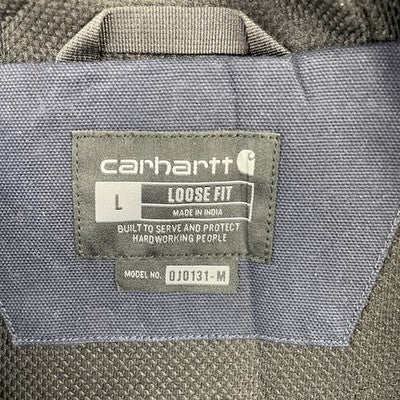 carhartt
L LOOSE FIT
MADE IN INDIA
BUILT TO SERVE AND PROTECT
HARDWORKING PEOPLE
MODEL NO. OJ0131-M